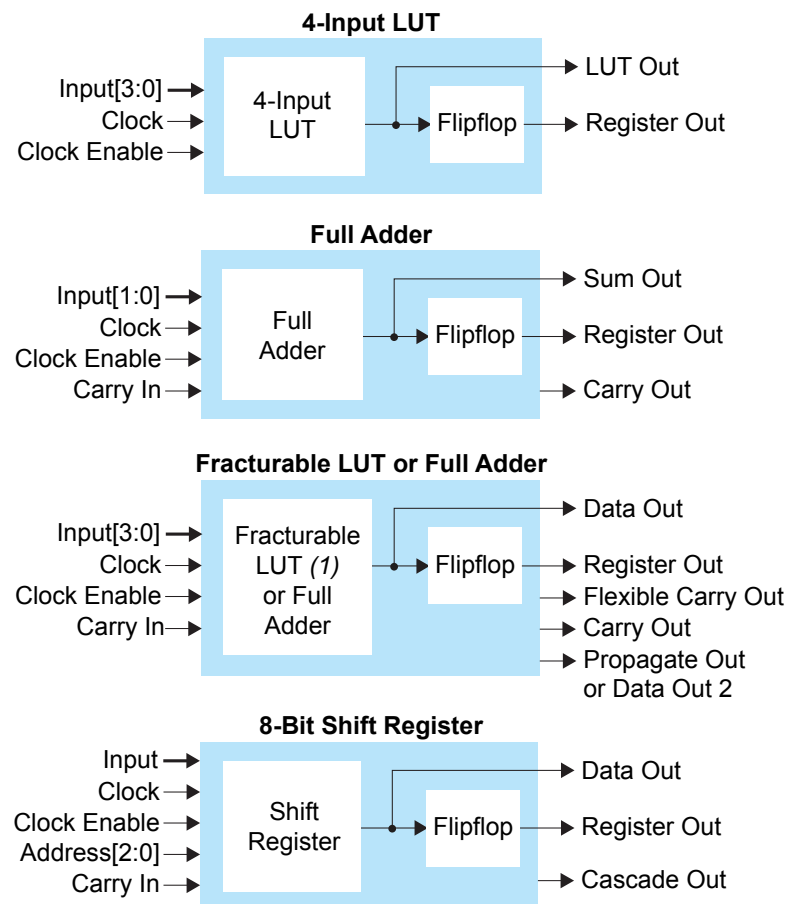 4-Input LUT
Input[3:0]
Clock
Clock Enable
4-Input
LUT
Flipflop
LUT Out
Register Out
Full Adder
Input[1:0]
Clock
Clock Enable
Carry In
Full
Adder
Flipflop
Sum Out
Register Out
Carry Out
Fracturable LUT or Full Adder
Input[3:0]
Clock
Clock Enable
Carry In
Fracturable
LUT (1)
or Full
Adder
Flipflop
Data Out
Register Out
Flexible Carry Out
Carry Out
Propagate Out
or Data Out 2
8-Bit Shift Register
Input
Clock
Clock Enable
Address[2:0]
Carry In
Shift
Register
Flipflop
Data Out
Register Out
Cascade Out